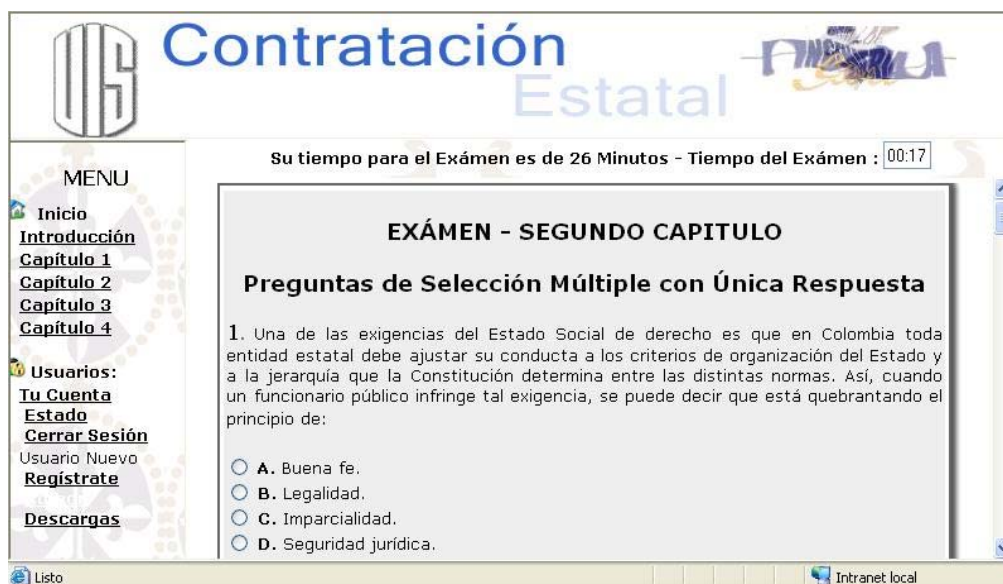 UIS
Contratación
Estatal
INGENIERIA
Su tiempo para el Exámen es de 26 Minutos - Tiempo del Exámen : 00:17
MENU
Inicio
Introducción
Capítulo 1
Capítulo 2
Capítulo 3
Capítulo 4
Usuarios:
Tu Cuenta
Estado
Cerrar Sesión
Usuario Nuevo
Regístrate
Descargas
EXÁMEN - SEGUNDO CAPITULO
Preguntas de Selección Múltiple con Única Respuesta
1. Una de las exigencias del Estado Social de derecho es que en Colombia toda
entidad estatal debe ajustar su conducta a los criterios de organización del Estado y
a la jerarquía que la Constitución determina entre las distintas normas. Así, cuando
un funcionario público infringe tal exigencia, se puede decir que está quebrantando el
principio de:
A. Buena fe.
B. Legalidad.
C. Imparcialidad.
D. Seguridad jurídica.
Listo
Intranet local